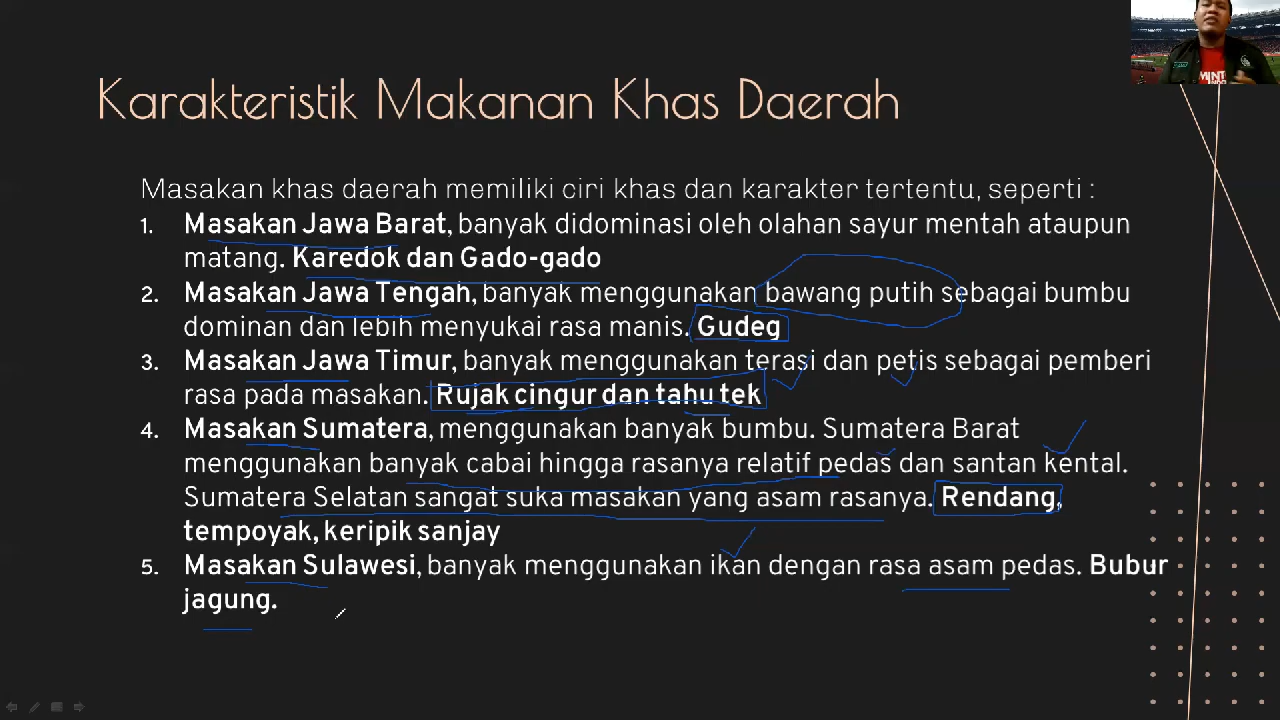 Karakteristik Makanan Khas Daerah
Masakan khas daerah memiliki ciri khas dan karakter tertentu, seperti :
1. Masakan Jawa Barat, banyak didominasi oleh olahan sayur mentah ataupun
matang. Karedok dan Gado-gado
2. Masakan Jawa Tengah, banyak menggunakan bawang putih sebagai bumbu
dominan dan lebih menyukai rasa manis. Gudeg
3. Masakan Jawa Timur, banyak menggunakan terasi dan petis sebagai pemberi
rasa pada masakan. Rujak cingur dan tahu tek
4. Masakan Sumatera, menggunakan banyak bumbu. Sumatera Barat
menggunakan banyak cabai hingga rasanya relatif pedas dan santan kental.
Sumatera Selatan sangat suka masakan yang asam rasanya. Rendang,
tempoyak, keripik sanjay
5. Masakan Sulawesi, banyak menggunakan ikan dengan rasa asam pedas. Bubur
jagung.